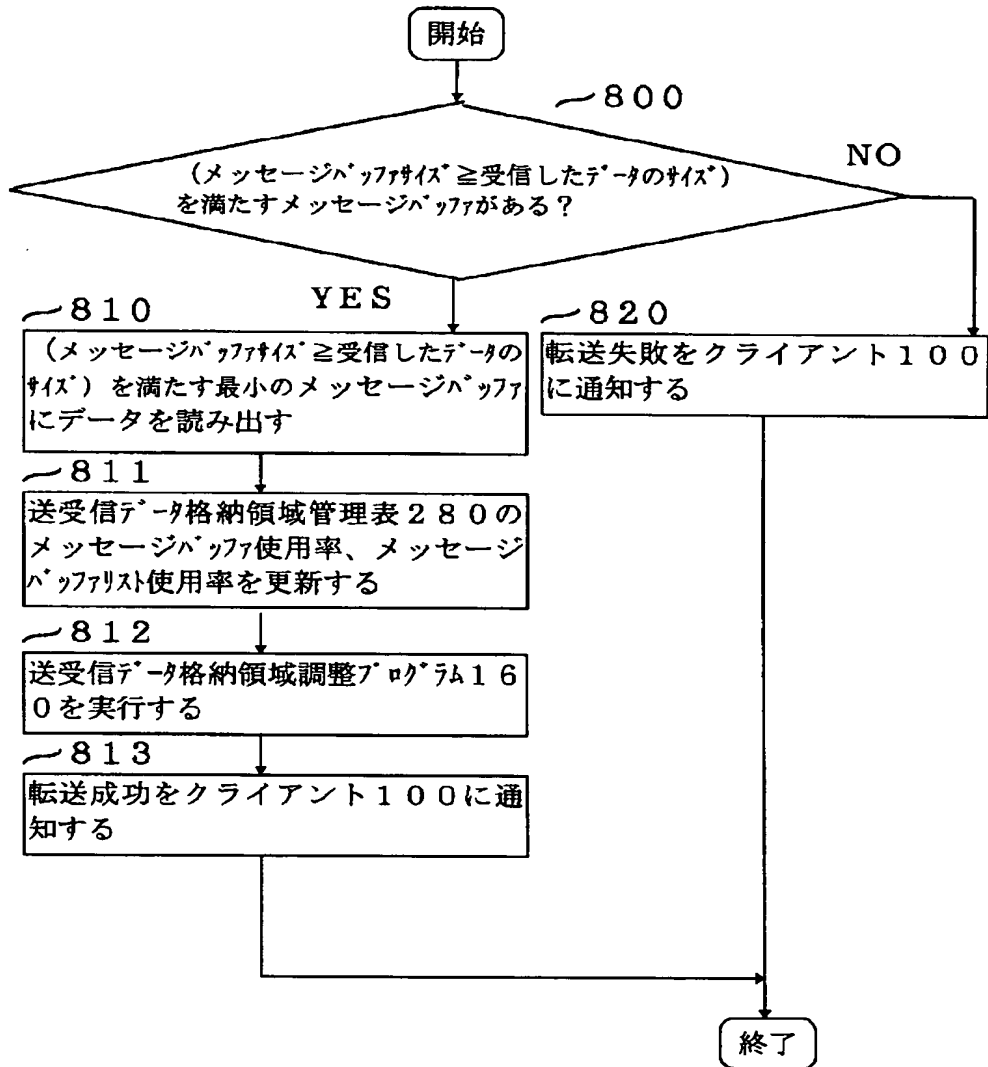 開始
800
(メッセージバッファサイズ≧受信したデータのサイズ)
を満たすメッセージバッファがある？
NO
YES
810
(メッセージバッファサイズ≧受信したデータの
サイズ）を満たす最小のメッセージバッファ
にデータを読み出す
820
転送失敗をクライアント１００
に通知する
811
送受信データ格納領域管理表２８０の
メッセージバッファ使用率、メッセージ
バッファリスト使用率を更新する
812
送受信データ格納領域調整プログラム１６
０を実行する
813
転送成功をクライアント１００に通
知する
終了